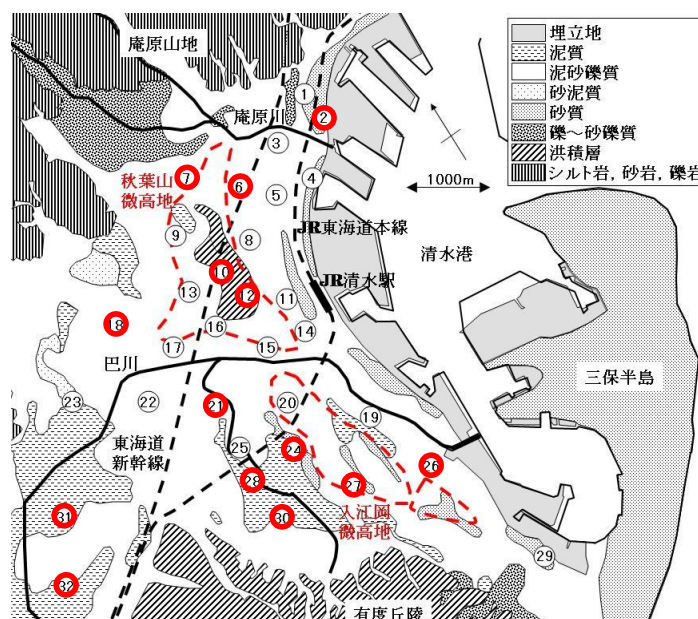 庵原山地
庵原川
秋葉山
微高地
埋立地
泥質
泥砂礫質
砂泥質
砂質
礫〜砂礫質
洪積層
シルト岩，砂岩，礫岩
1000m
JR東海道本線
清水港
JR清水駅
三保半島
巴川
東海道
新幹線
入江岡
微高地
有度丘陵
1
2
3
4
5
6
7
8
9
10
11
12
13
14
15
16
17
18
19
20
21
22
23
24
25
26
27
28
29
30
31
32